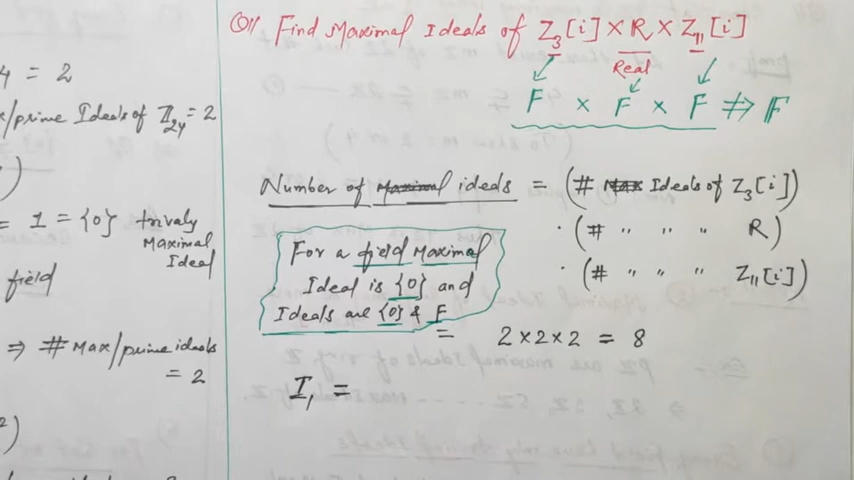 4 = 2
x/prime Ideals of Z₂₄ = 2
)
= 1 = {0} trivaly
Maximal
Ideal
field
⇒ # Max/prime ideals
= 2
²)
Q// Find Maximal Ideals of Z₃[i] × R × Z₁₁[i]
Real
F × F × F ⇏ F
Number of Maximal ideals = (# Max Ideals of Z₃[i])
· (# " " " R)
· (# " " " Z₁₁[i])
For a field Maximal
Ideal is {0} and
Ideals are {0} & F
= 2 × 2 × 2 = 8
I₁ =